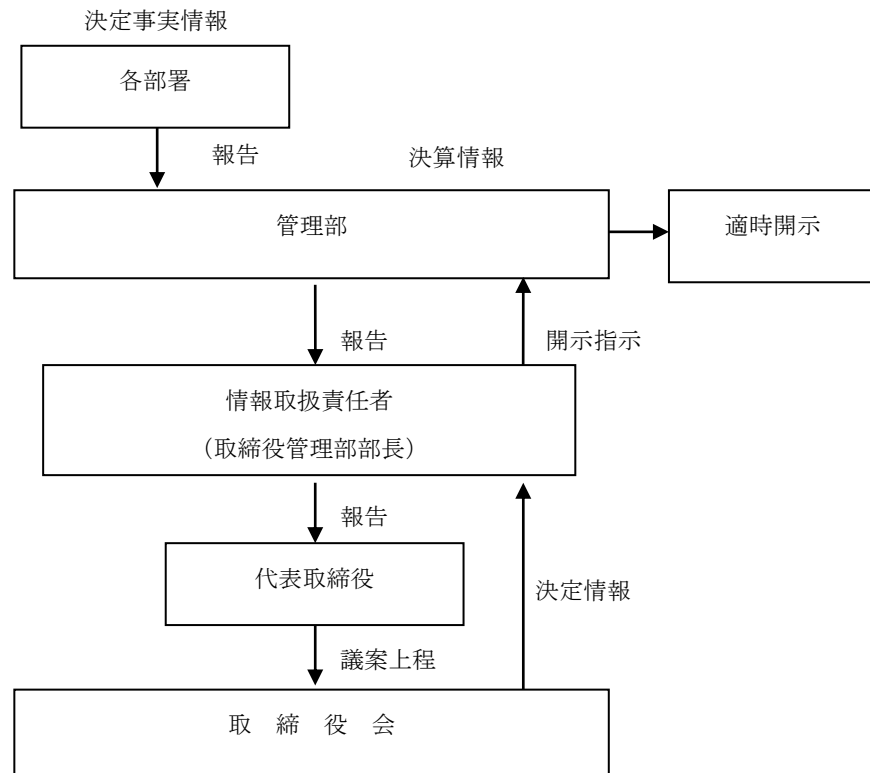 決定事実情報
各部署
報告
決算情報
管理部
適時開示
報告
開示指示
情報取扱責任者
（取締役管理部部長）
報告
代表取締役
決定情報
議案上程
取　締　役　会